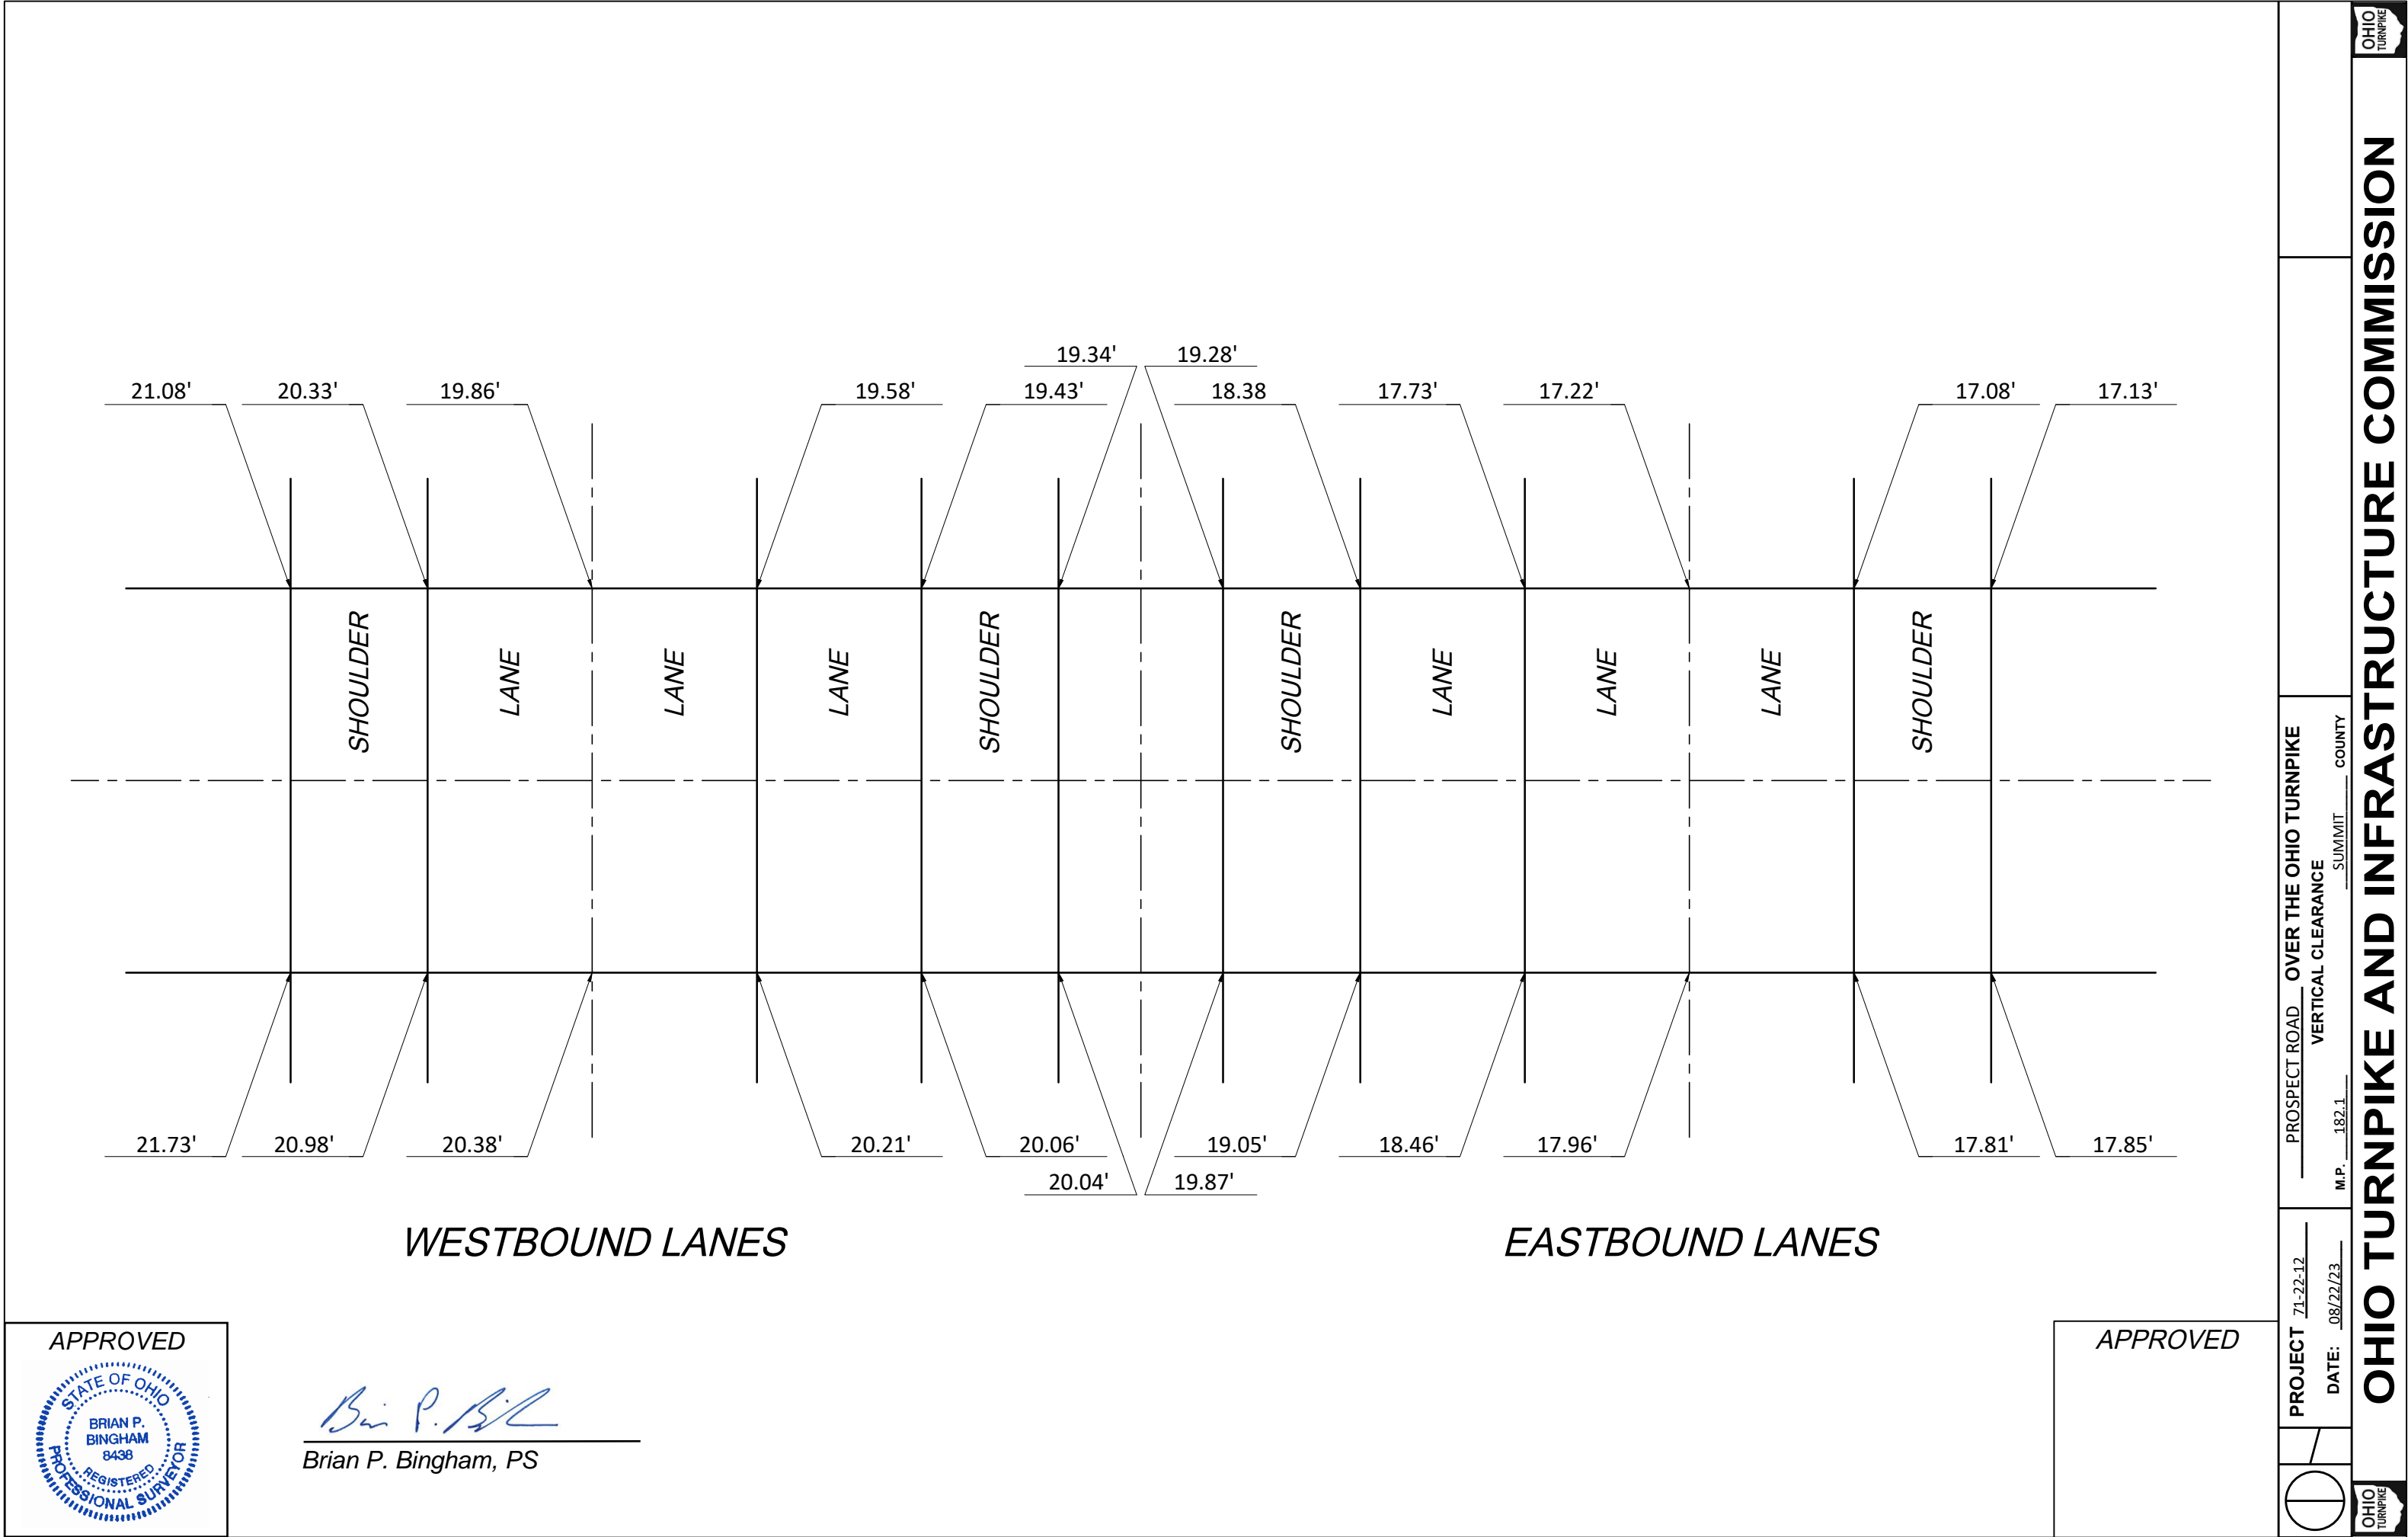 19.34' 19.28'
21.08' 20.33' 19.86' 19.58' 19.43' 18.38 17.73' 17.22' 17.08' 17.13'
SHOULDER
LANE
LANE
LANE
SHOULDER
SHOULDER
LANE
LANE
LANE
SHOULDER
21.73' 20.98' 20.38' 20.21' 20.06' 19.05' 18.46' 17.96' 17.81' 17.85'
20.04' 19.87'
WESTBOUND LANES
EASTBOUND LANES
APPROVED
STATE OF OHIO
BRIAN P.
BINGHAM
8438
REGISTERED
PROFESSIONAL SURVEYOR
Brian P. Bingham, PS
APPROVED
PROSPECT ROAD OVER THE OHIO TURNPIKE
VERTICAL CLEARANCE
M.P. 182.1 SUMMIT COUNTY
PROJECT 71-22-12
DATE: 08/22/23
OHIO TURNPIKE AND INFRASTRUCTURE COMMISSION
OHIO
TURNPIKE
OHIO
TURNPIKE